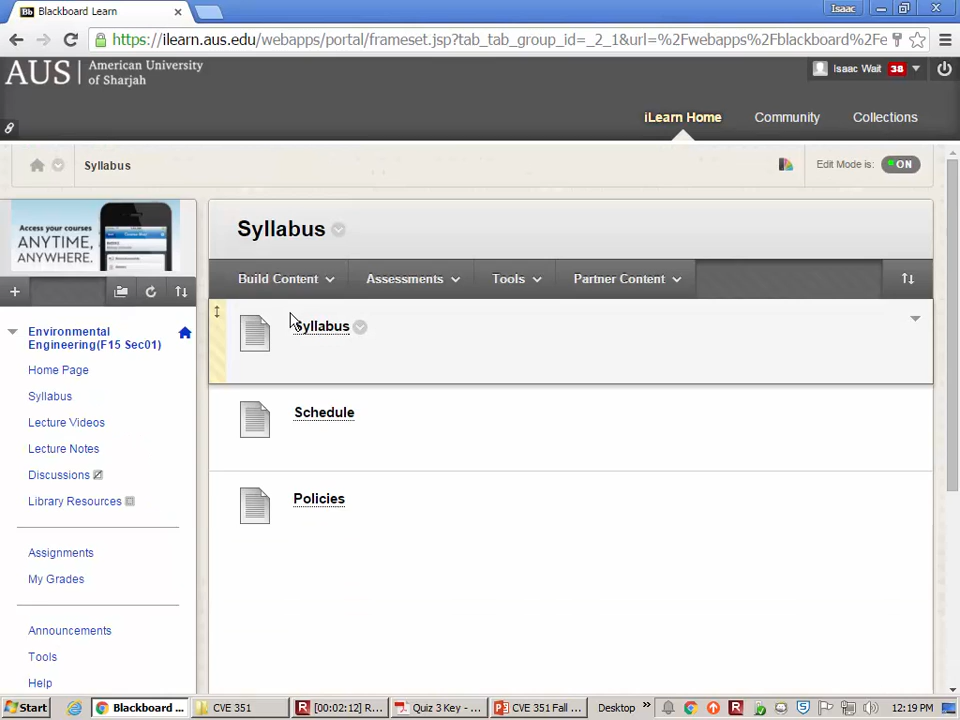 Bb Blackboard Learn ×
Isaac
https://ilearn.aus.edu/webapps/portal/frameset.jsp?tab_tab_group_id=_2_1&url=%2Fwebapps%2Fblackboard%2Fe
AUS American University of Sharjah
Isaac Wait 38
iLearn Home Community Collections
Syllabus
Edit Mode is: ON
Access your courses
ANYTIME,
ANYWHERE.
Syllabus
Build Content Assessments Tools Partner Content
Environmental
Engineering(F15 Sec01)
Home Page
Syllabus
Lecture Videos
Lecture Notes
Discussions
Library Resources
Assignments
My Grades
Announcements
Tools
Help
Syllabus
Schedule
Policies
Start Blackboard ... CVE 351 R [00:02:12] R... Quiz 3 Key - ... CVE 351 Fall ... Desktop » 12:19 PM